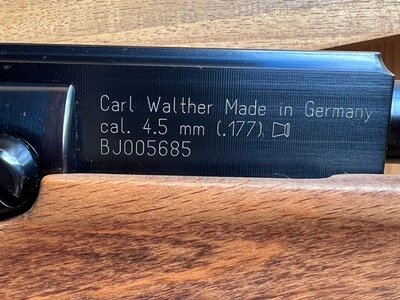 Carl Walther Made in Germany
cal. 4.5 mm (.177)
BJ005685